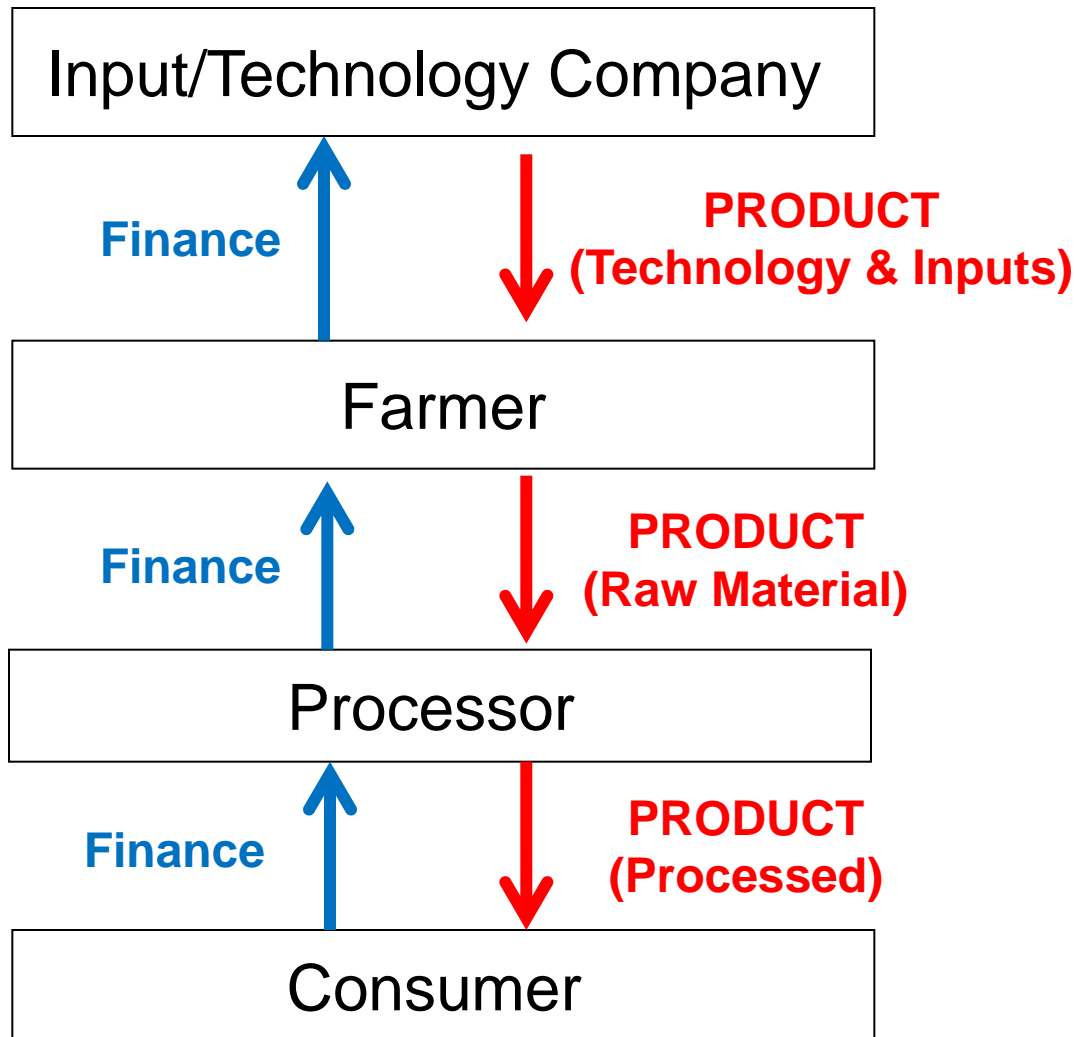 Input/Technology Company
Finance
PRODUCT
(Technology & Inputs)
Farmer
Finance
PRODUCT
(Raw Material)
Processor
Finance
PRODUCT
(Processed)
Consumer